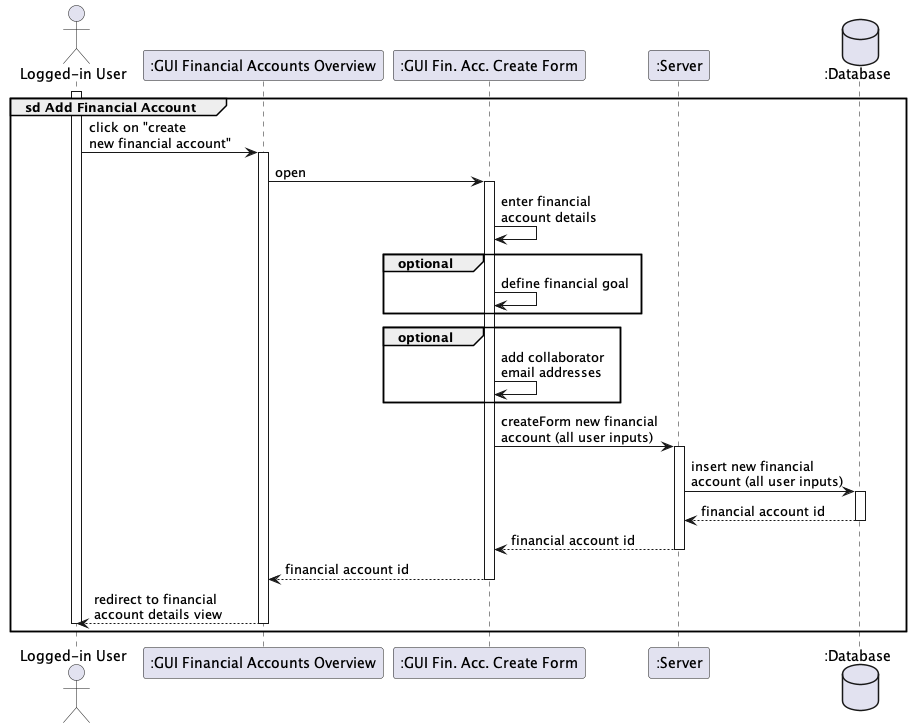 Logged-in User
:GUI Financial Accounts Overview
:GUI Fin. Acc. Create Form
:Server
:Database
sd Add Financial Account
click on "create
new financial account"
open
enter financial
account details
optional
define financial goal
optional
add collaborator
email addresses
createForm new financial
account (all user inputs)
insert new financial
account (all user inputs)
financial account id
financial account id
financial account id
redirect to financial
account details view
Logged-in User
:GUI Financial Accounts Overview
:GUI Fin. Acc. Create Form
:Server
:Database